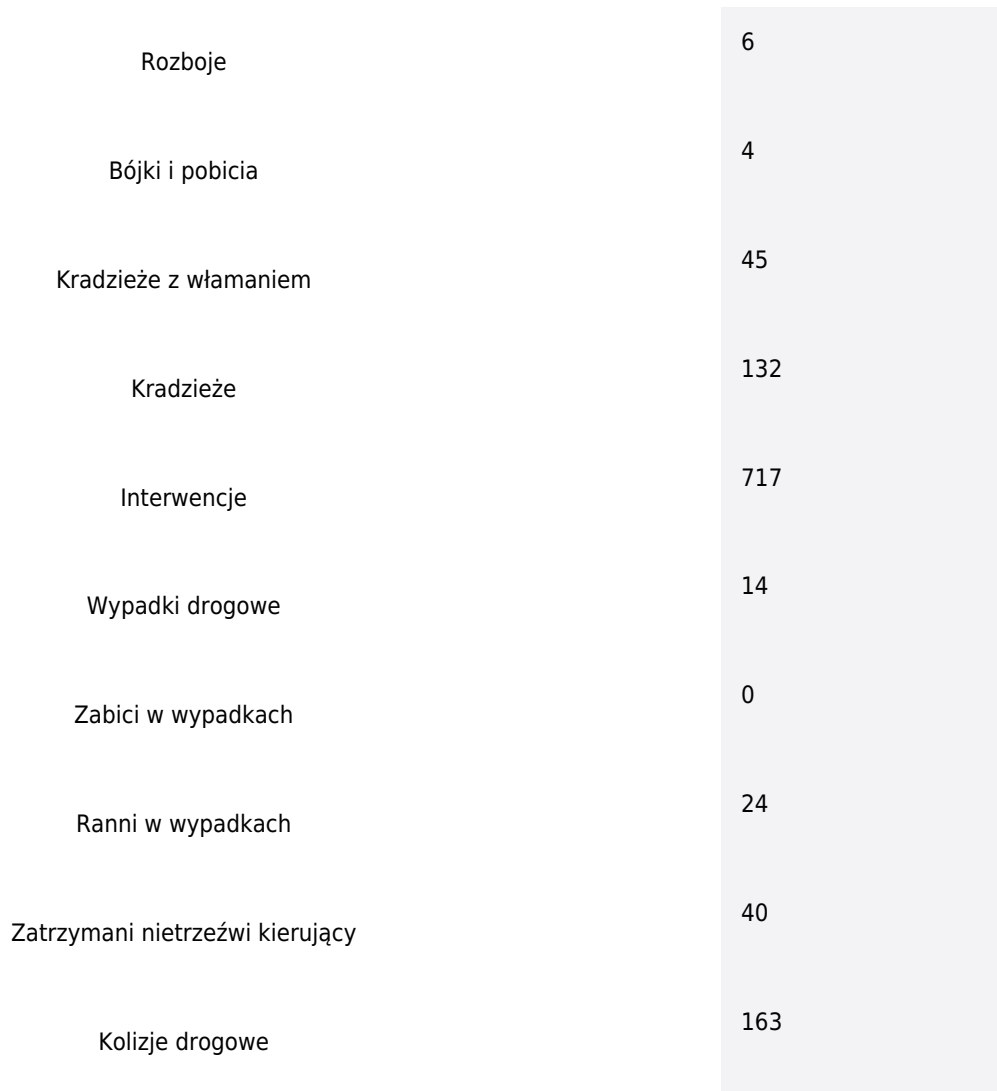 Rozboje 6
Bójki i pobicia 4
Kradzieże z włamaniem 45
Kradzieże 132
Interwencje 717
Wypadki drogowe 14
Zabici w wypadkach 0
Ranni w wypadkach 24
Zatrzymani nietrzeźwi kierujący 40
Kolizje drogowe 163